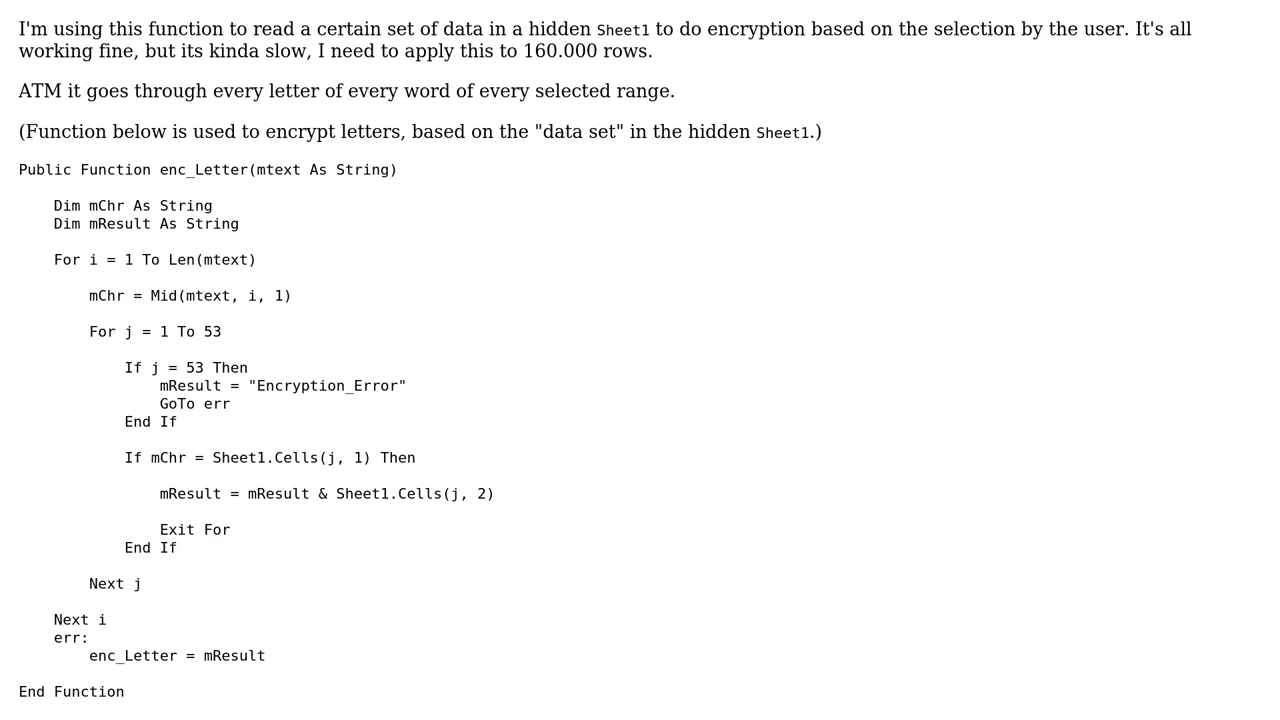 I'm using this function to read a certain set of data in a hidden Sheet1 to do encryption based on the selection by the user. It's all
working fine, but its kinda slow, I need to apply this to 160.000 rows.
ATM it goes through every letter of every word of every selected range.
(Function below is used to encrypt letters, based on the "data set" in the hidden Sheet1.)
Public Function enc_Letter(mtext As String)
    Dim mChr As String
    Dim mResult As String
    For i = 1 To Len(mtext)
        mChr = Mid(mtext, i, 1)
        For j = 1 To 53
            If j = 53 Then
                mResult = "Encryption_Error"
                GoTo err
            End If
            If mChr = Sheet1.Cells(j, 1) Then
                mResult = mResult & Sheet1.Cells(j, 2)
                Exit For
            End If
        Next j
    Next i
    err:
        enc_Letter = mResult
End Function